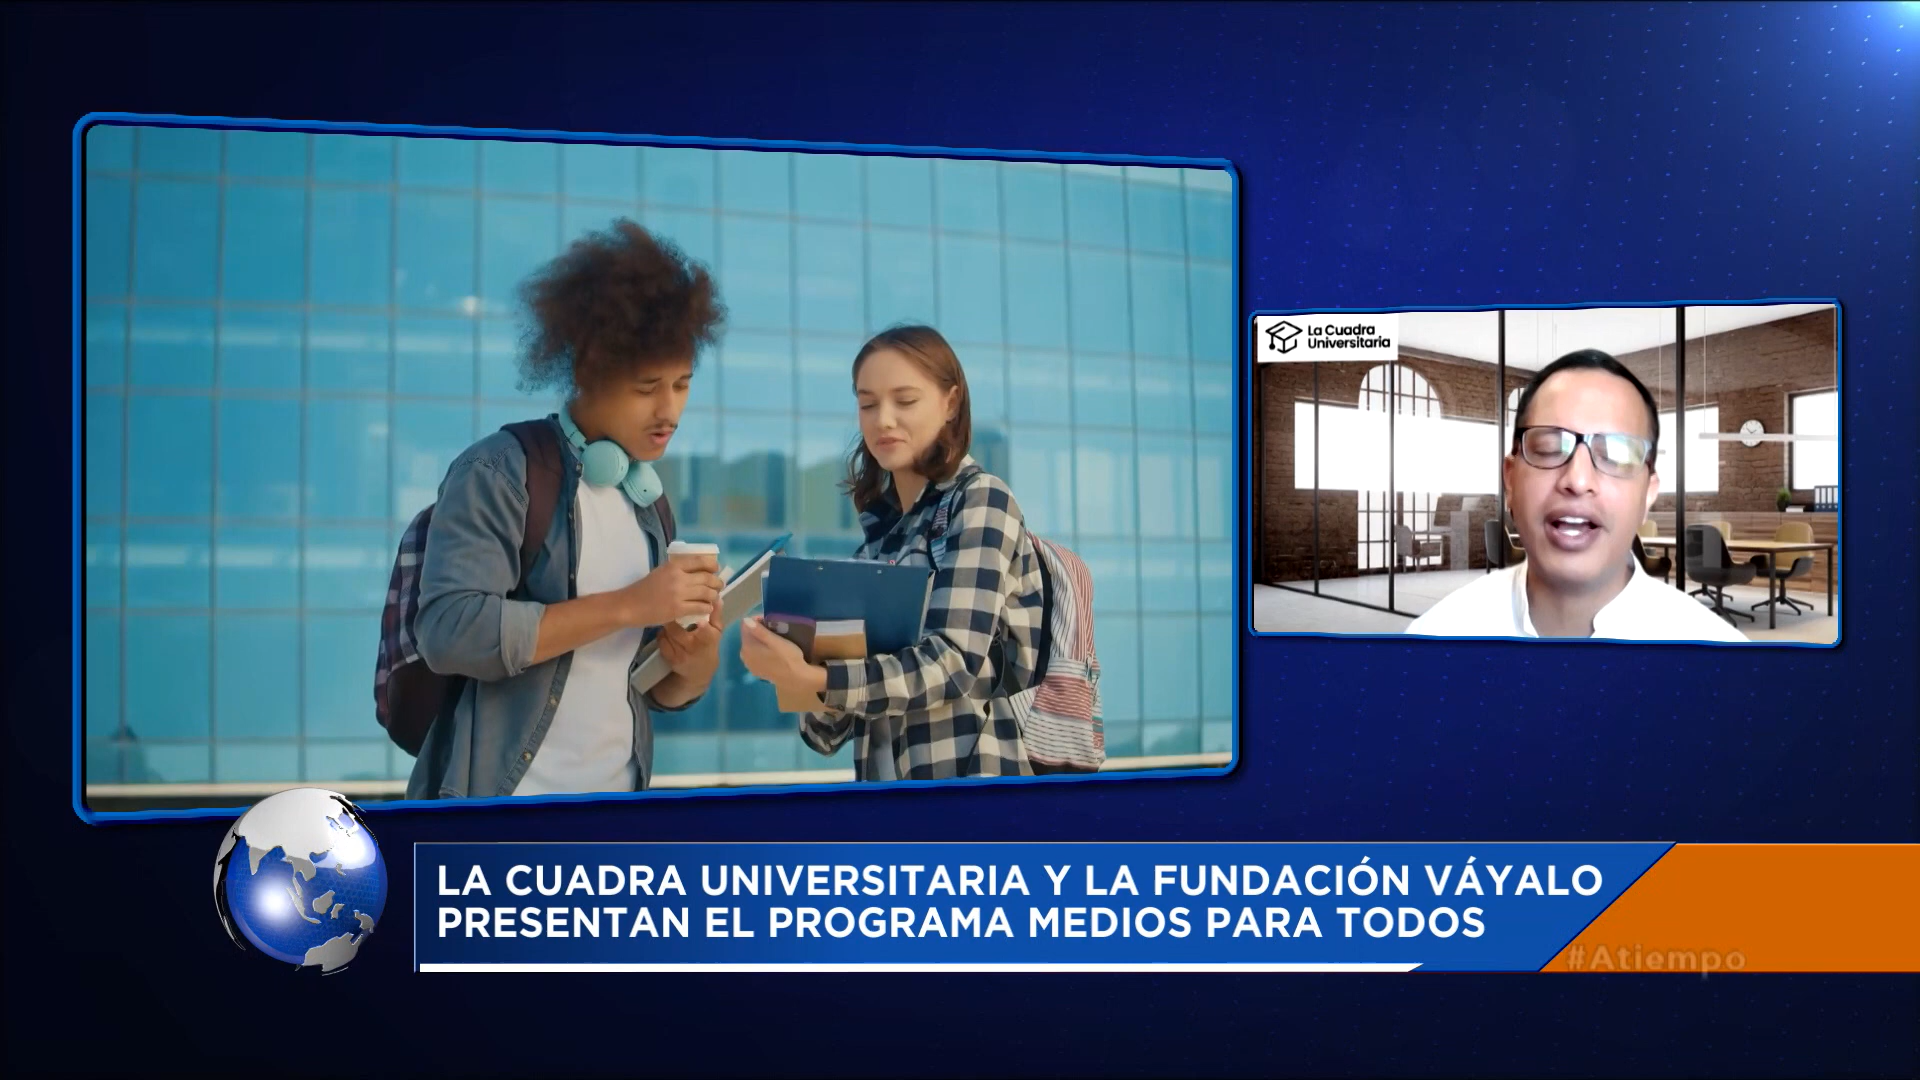 La Cuadra
Universitaria
LA CUADRA UNIVERSITARIA Y LA FUNDACIÓN VÁYALO
PRESENTAN EL PROGRAMA MEDIOS PARA TODOS
#Atiempo